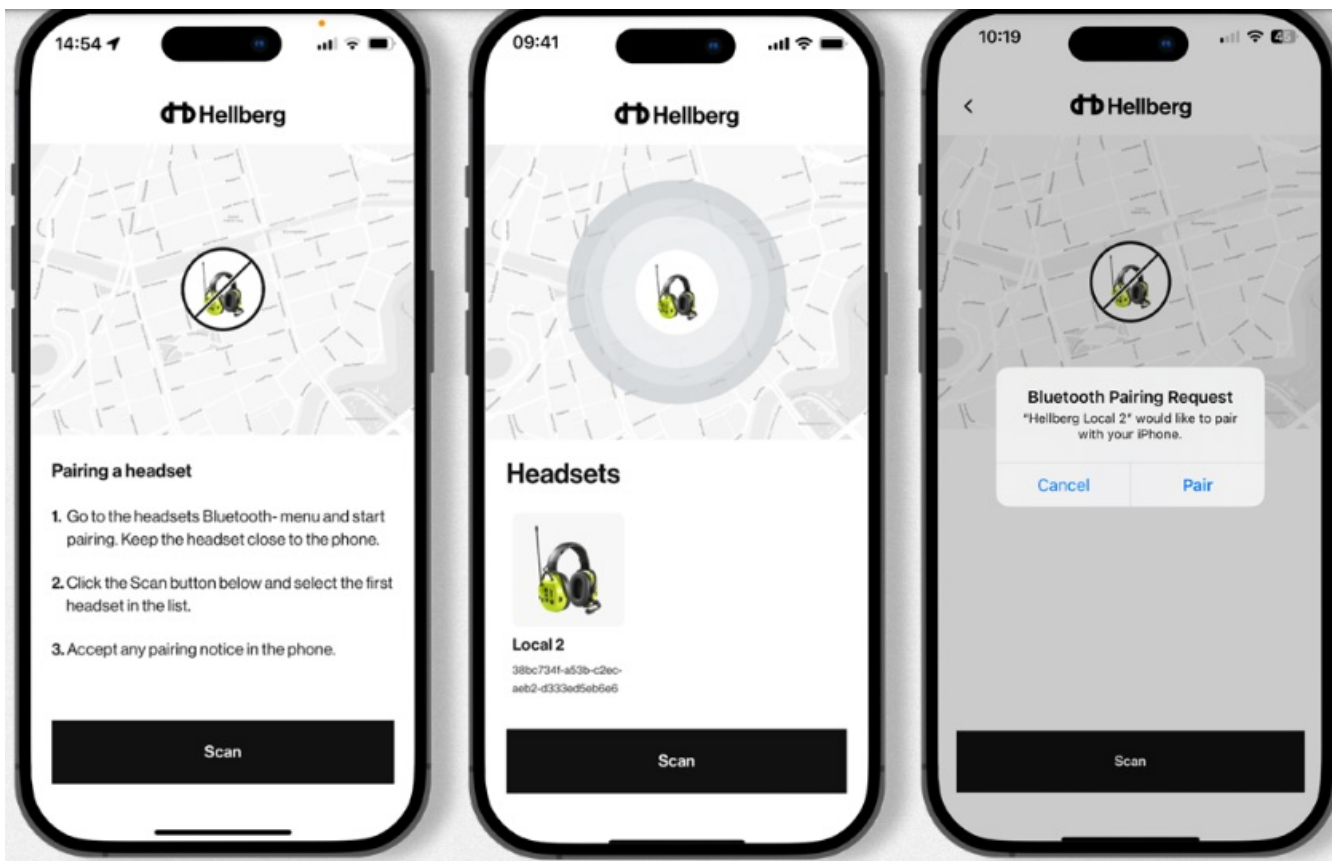 14:54
Hellberg
Pairing a headset
1. Go to the headsets Bluetooth- menu and start
pairing. Keep the headset close to the phone.
2. Click the Scan button below and select the first
headset in the list.
3. Accept any pairing notice in the phone.
Scan
09:41
Hellberg
Headsets
Local 2
38bc734f-a53b-c2ec-
aeb2-d333ed5eb6e6
Scan
10:19
Hellberg
Bluetooth Pairing Request
"Hellberg Local 2" would like to pair
with your iPhone.
Cancel
Pair
Scan